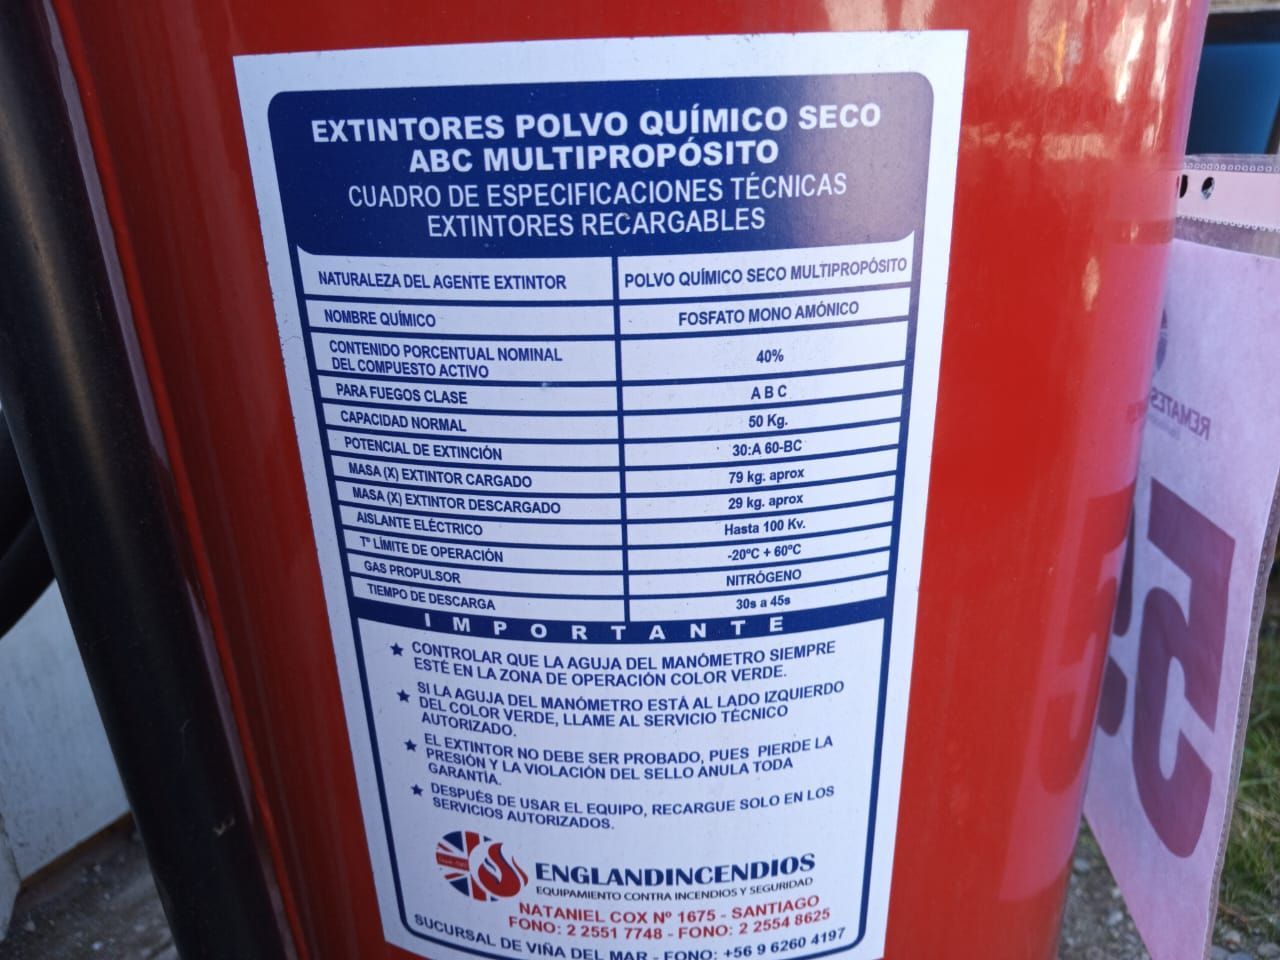 EXTINTORES POLVO QUÍMICO SECO
ABC MULTIPROPÓSITO
CUADRO DE ESPECIFICACIONES TÉCNICAS
EXTINTORES RECARGABLES
NATURALEZA DEL AGENTE EXTINTOR POLVO QUÍMICO SECO MULTIPROPÓSITO
NOMBRE QUÍMICO FOSFATO MONO AMÓNICO
CONTENIDO PORCENTUAL NOMINAL
DEL COMPUESTO ACTIVO 40%
PARA FUEGOS CLASE A B C
CAPACIDAD NORMAL 50 Kg.
POTENCIAL DE EXTINCIÓN 30:A 60-BC
MASA (X) EXTINTOR CARGADO 79 kg. aprox
MASA (X) EXTINTOR DESCARGADO 29 kg. aprox
AISLANTE ELÉCTRICO Hasta 100 Kv.
Tº LÍMITE DE OPERACIÓN -20ºC + 60ºC
GAS PROPULSOR NITRÓGENO
TIEMPO DE DESCARGA 30s a 45s
IMPORTANTE
★ CONTROLAR QUE LA AGUJA DEL MANÓMETRO SIEMPRE
ESTÉ EN LA ZONA DE OPERACIÓN COLOR VERDE.
★ SI LA AGUJA DEL MANÓMETRO ESTÁ AL LADO IZQUIERDO
DEL COLOR VERDE, LLAME AL SERVICIO TÉCNICO
AUTORIZADO.
★ EL EXTINTOR NO DEBE SER PROBADO, PUES PIERDE LA
PRESIÓN Y LA VIOLACIÓN DEL SELLO ANULA TODA
GARANTÍA.
★ DESPUÉS DE USAR EL EQUIPO, RECARGUE SOLO EN LOS
SERVICIOS AUTORIZADOS.
ENGLANDINCENDIOS
EQUIPAMIENTO CONTRA INCENDIOS Y SEGURIDAD
NATANIEL COX Nº 1675 - SANTIAGO
FONO: 2 2551 7748 - FONO: 2 2554 8625
SUCURSAL DE VIÑA DEL MAR - FONO: +56 9 6260 4197
REMATES